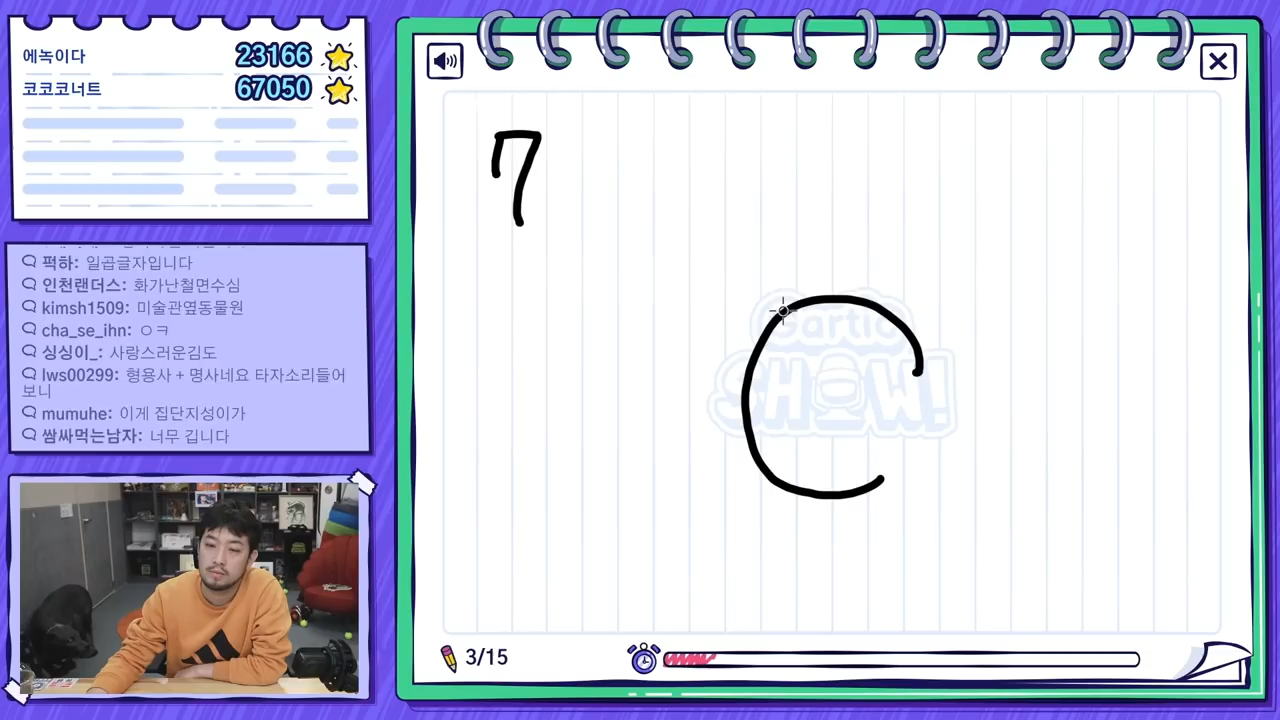 에녹이다 23166
코코코너트 67050
퍽하: 일곱글자입니다
인천랜더스: 화가난철면수심
kimsh1509: 미술관옆동물원
cha_se_ihn: ㅇㅋ
싱싱이_: 사랑스러운김도
lws00299: 형용사 + 명사네요 타자소리들어
보니
mumuhe: 이게 집단지성이가
쌈싸먹는남자: 너무 깁니다
7
Gartic
SHOW!
3/15